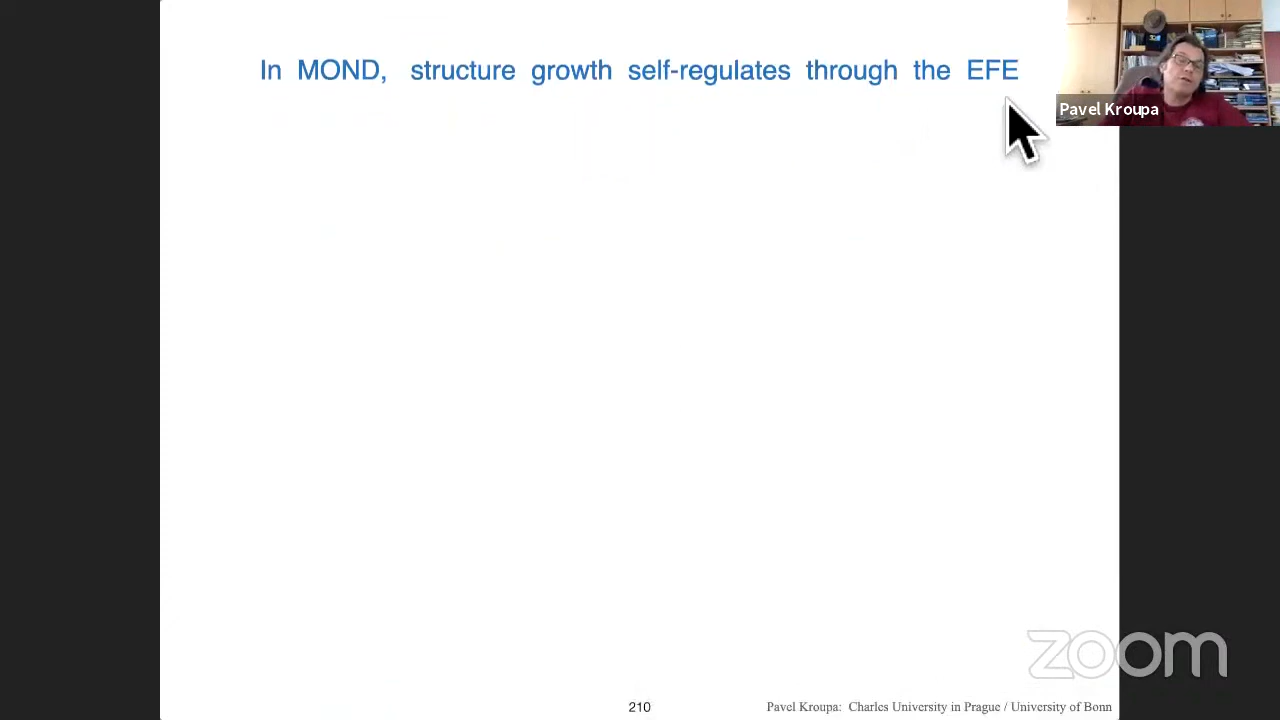 In MOND, structure growth self-regulates through the EFE
Pavel Kroupa
zoom
210
Pavel Kroupa: Charles University in Prague / University of Bonn